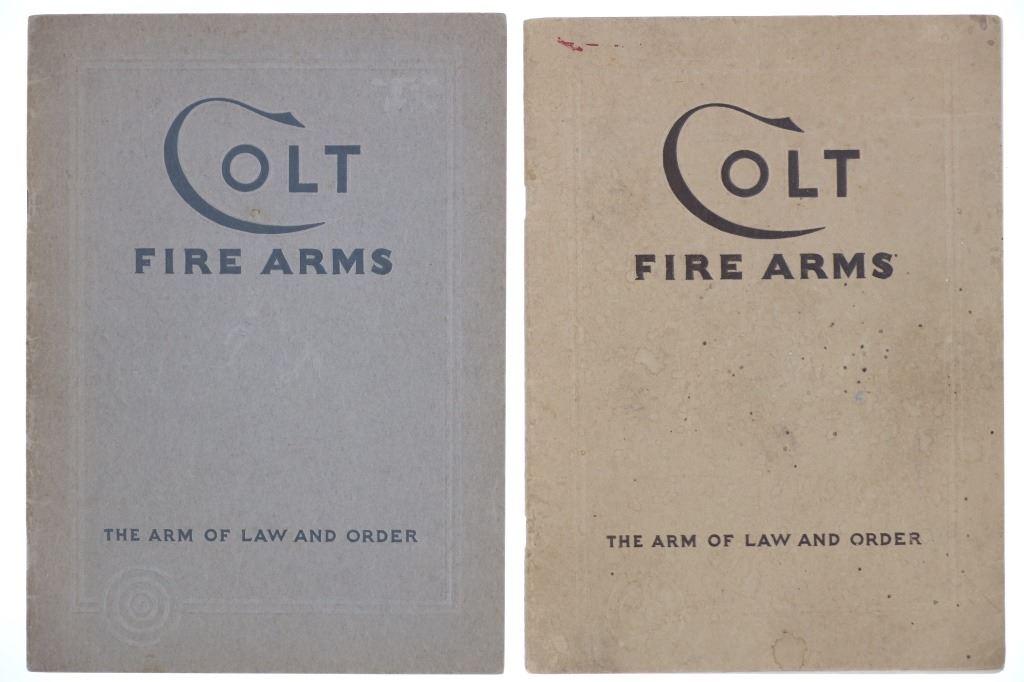 COLT
FIRE ARMS
THE ARM OF LAW AND ORDER
COLT
FIRE ARMS
THE ARM OF LAW AND ORDER